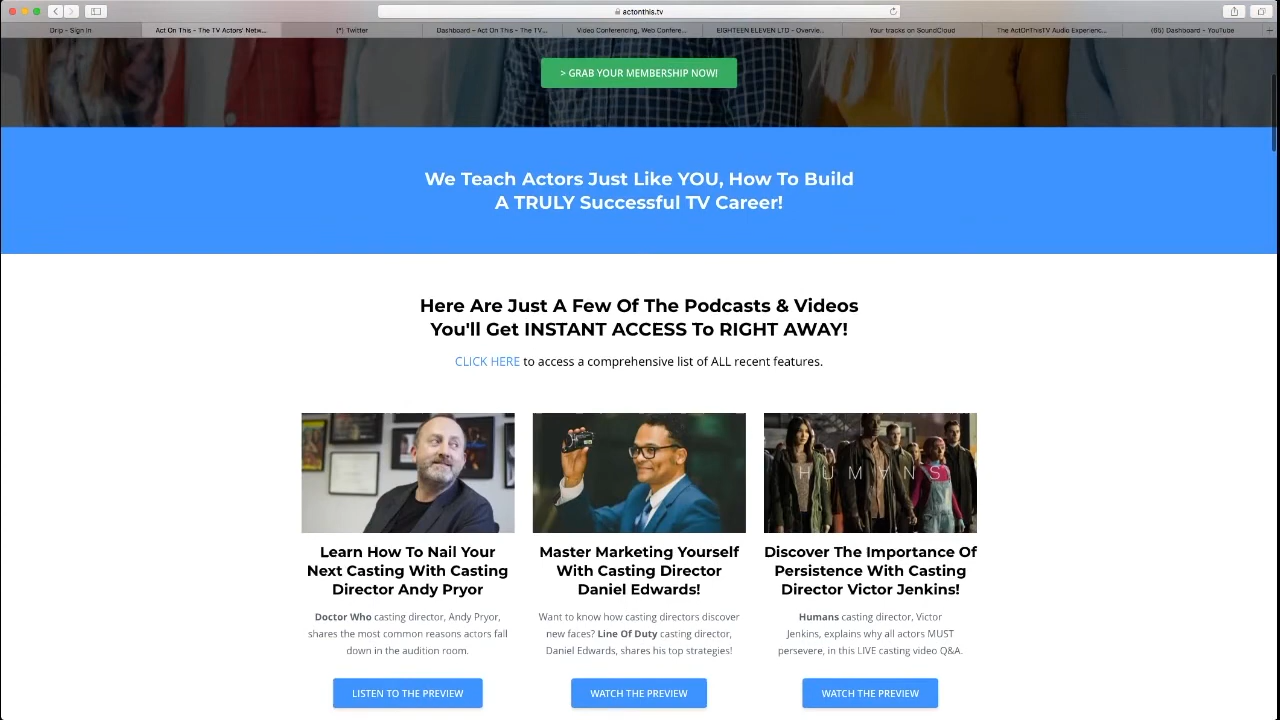 actonthis.tv
Drip - Sign In
Act On This - The TV Actors' Netw...
(*) Twitter
Dashboard - Act On This - The TV...
Video Conferencing, Web Confere...
EIGHTEEN ELEVEN LTD - Overvie...
Your tracks on SoundCloud
The ActOnThisTV Audio Experienc...
(65) Dashboard - YouTube
> GRAB YOUR MEMBERSHIP NOW!
We Teach Actors Just Like YOU, How To Build
A TRULY Successful TV Career!
Here Are Just A Few Of The Podcasts & Videos
You'll Get INSTANT ACCESS To RIGHT AWAY!
CLICK HERE to access a comprehensive list of ALL recent features.
HUMANS
Learn How To Nail Your
Next Casting With Casting
Director Andy Pryor
Doctor Who casting director, Andy Pryor,
shares the most common reasons actors fall
down in the audition room.
LISTEN TO THE PREVIEW
Master Marketing Yourself
With Casting Director
Daniel Edwards!
Want to know how casting directors discover
new faces? Line Of Duty casting director,
Daniel Edwards, shares his top strategies!
WATCH THE PREVIEW
Discover The Importance Of
Persistence With Casting
Director Victor Jenkins!
Humans casting director, Victor
Jenkins, explains why all actors MUST
persevere, in this LIVE casting video Q&A.
WATCH THE PREVIEW